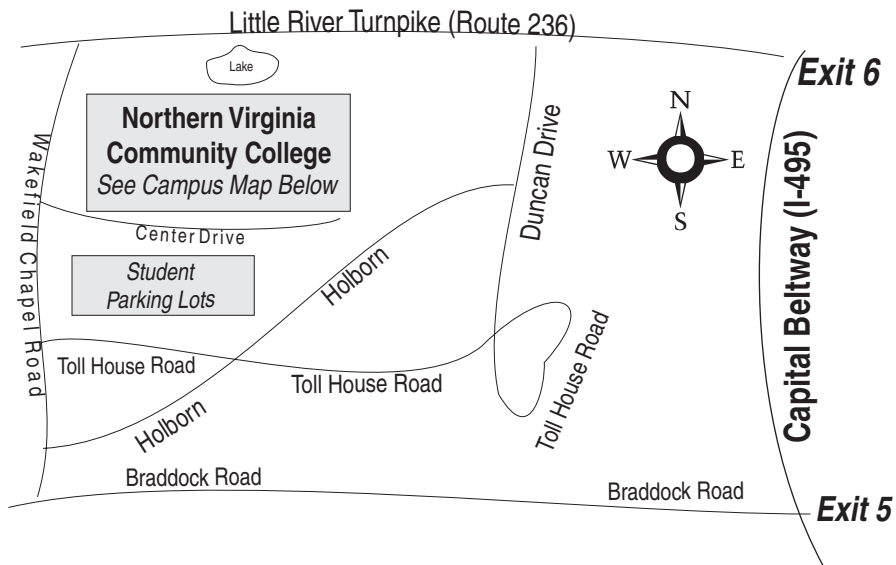 Little River Turnpike (Route 236)
Lake
Exit 6
Northern Virginia
Community College
See Campus Map Below
Wakefield Chapel Road
Duncan Drive
N
W
E
S
Capital Beltway (I-495)
Center Drive
Student
Parking Lots
Holborn
Toll House Road
Toll House Road
Toll House Road
Holborn
Braddock Road
Braddock Road
Exit 5